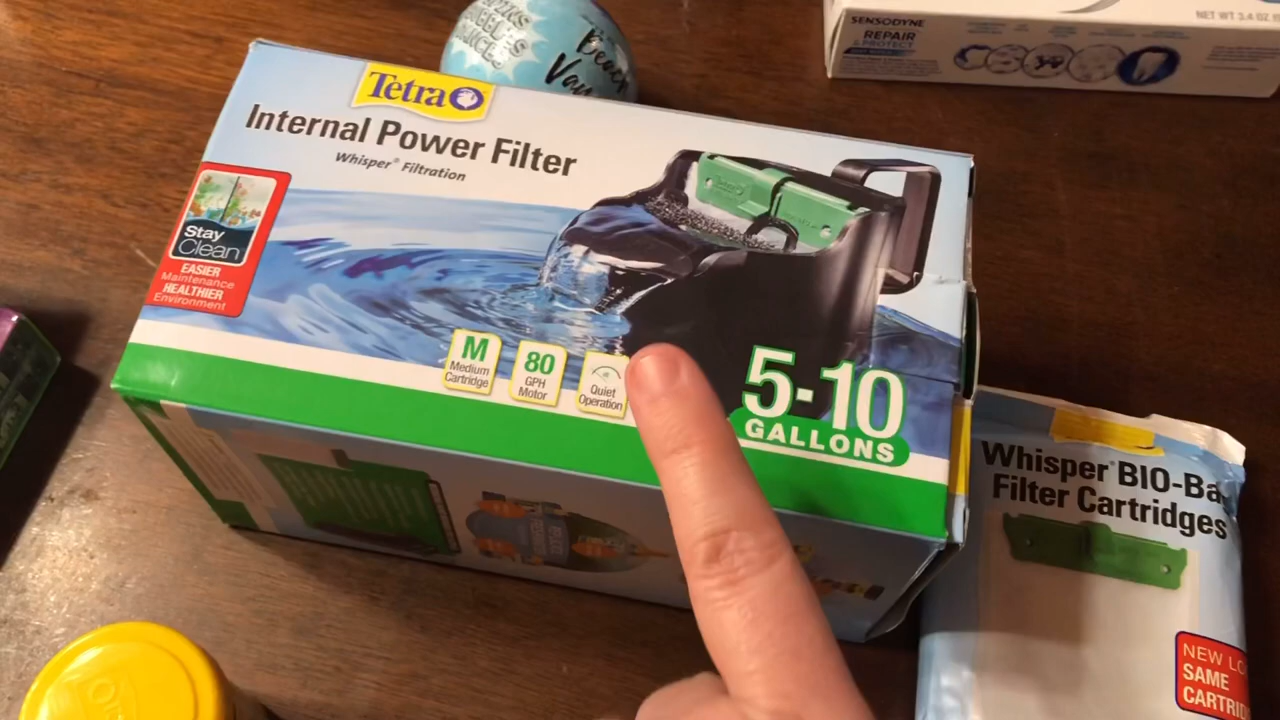 SENSODYNE
REPAIR
& PROTECT
NET WT 3.4 OZ
Beach
Tetra
Internal Power Filter
Whisper® Filtration
Stay
Clean
EASIER
Maintenance
HEALTHIER
Environment
M
Medium
Cartridge
80
GPH
Motor
Quiet
Operation
5-10
GALLONS
Whisper® BIO-Ba
Filter Cartridges
NEW LO
SAME
CARTRID